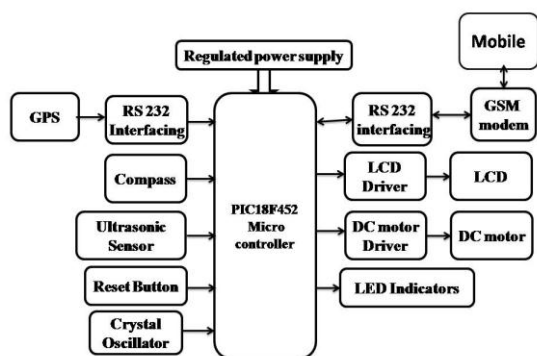 Regulated power supply
Mobile
GPS
RS 232
Interfacing
RS 232
interfacing
GSM
modem
Compass
LCD
Driver
LCD
PIC18F452
Micro
controller
Ultrasonic
Sensor
DC motor
Driver
DC motor
Reset Button
LED Indicators
Crystal
Oscillator